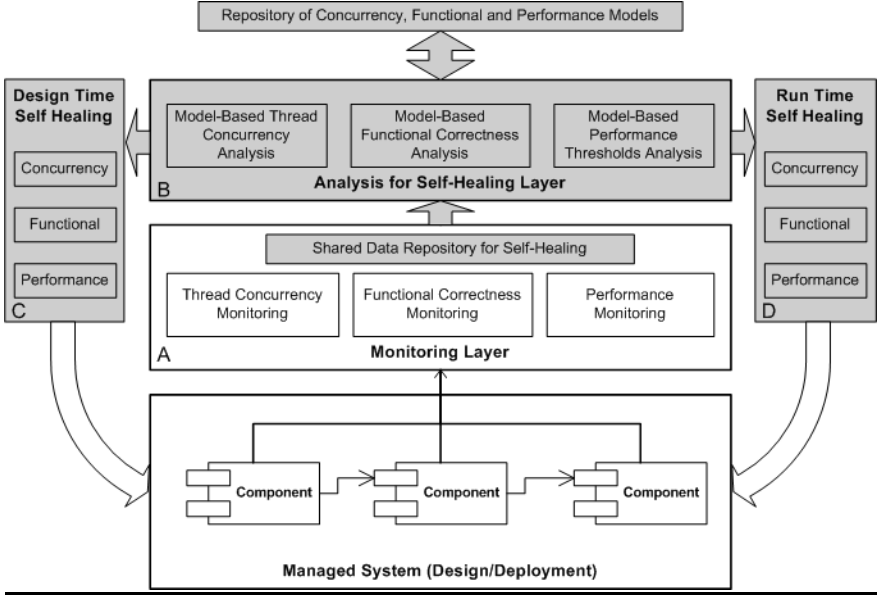 Repository of Concurrency, Functional and Performance Models
Design Time
Self Healing
Concurrency
Functional
Performance
C
Model-Based Thread
Concurrency
Analysis
Model-Based
Functional Correctness
Analysis
Model-Based
Performance
Thresholds Analysis
B
Analysis for Self-Healing Layer
Run Time
Self Healing
Concurrency
Functional
Performance
D
Shared Data Repository for Self-Healing
Thread Concurrency
Monitoring
Functional Correctness
Monitoring
Performance
Monitoring
A
Monitoring Layer
Component
Component
Component
Managed System (Design/Deployment)